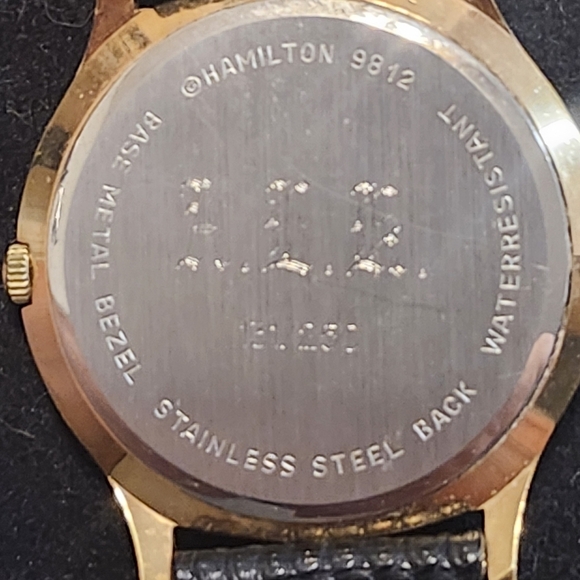 ©HAMILTON 9812
WATERRESISTANT
STAINLESS STEEL BACK
BASE METAL BEZEL